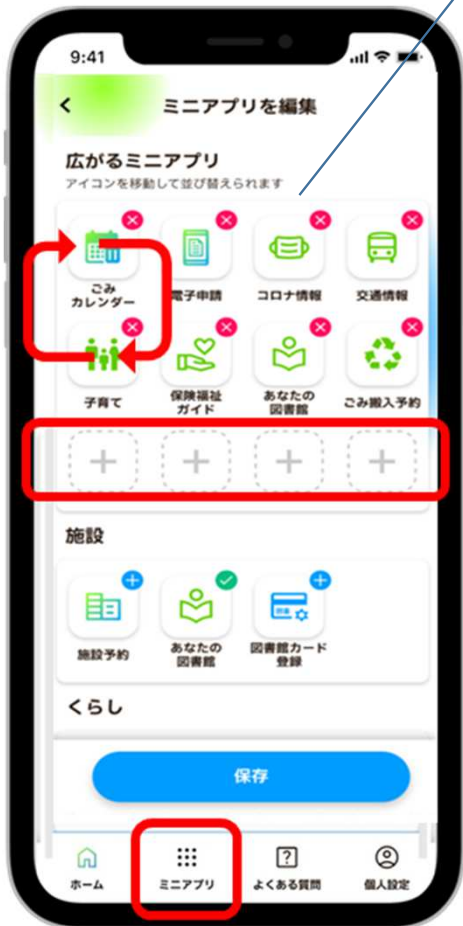 9:41
ミニアプリを編集
広がるミニアプリ
アイコンを移動して並び替えられます
ごみ
カレンダー
電子申請
コロナ情報
交通情報
子育て
保険福祉
ガイド
あなたの
図書館
ごみ搬入予約
施設
施設予約
あなたの
図書館
図書館カード
登録
くらし
保存
ホーム
ミニアプリ
よくある質問
個人設定